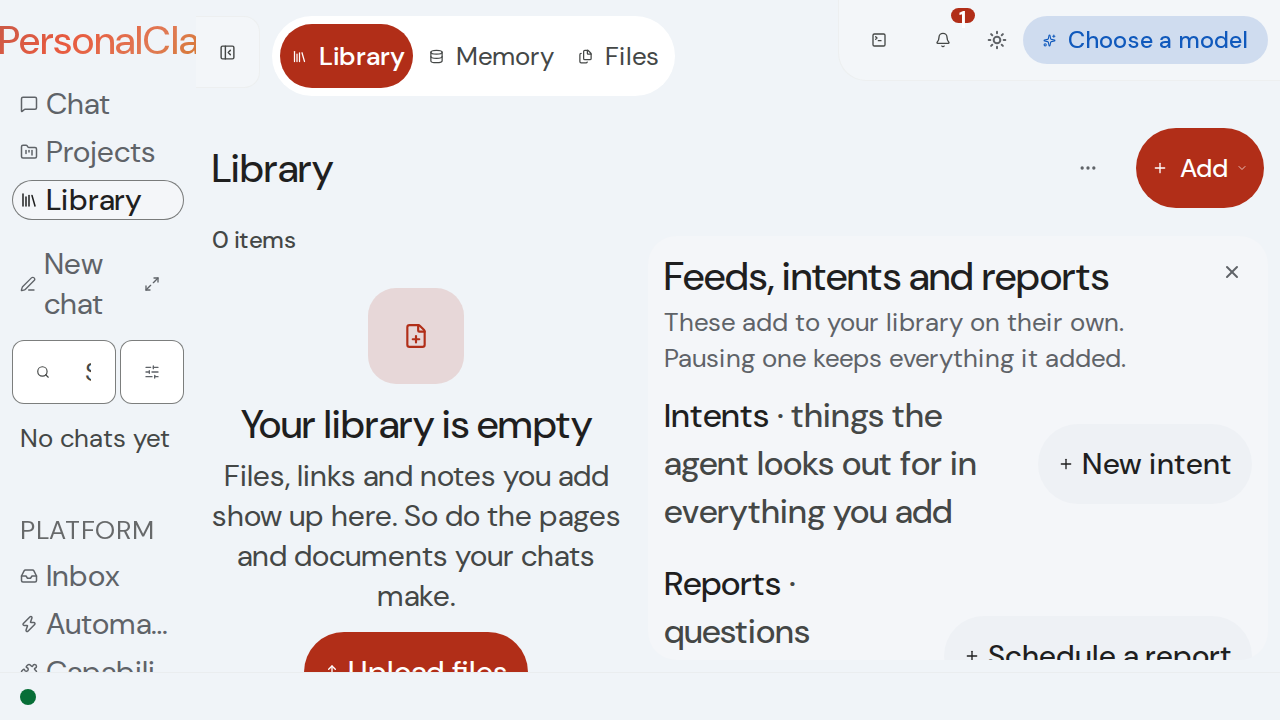 PersonalCla
Chat
Projects
Library
New
chat
No chats yet
PLATFORM
Inbox
Automa...
Library
Memory
Files
1
Choose a model
Library
Add
0 items
Your library is empty
Files, links and notes you add
show up here. So do the pages
and documents your chats
make.
Upload files
Feeds, intents and reports
These add to your library on their own.
Pausing one keeps everything it added.
Intents · things the
agent looks out for in
everything you add
New intent
Reports ·
questions
Schedule a report